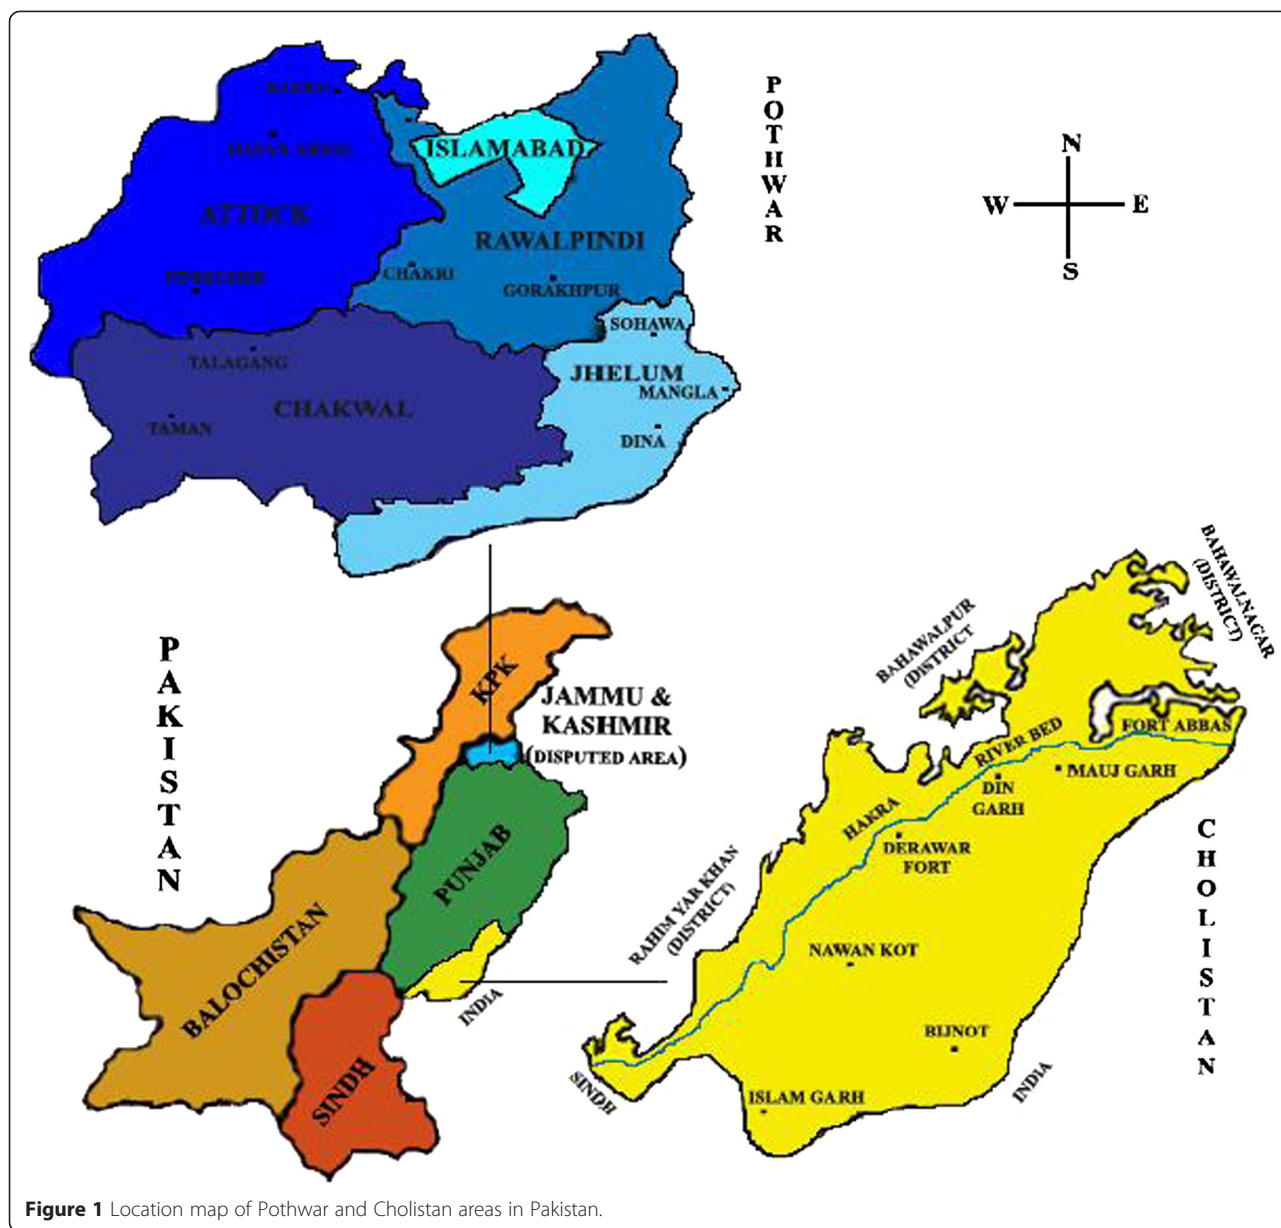 POTHWAR
N
W E
S
ISLAMABAD
HASAN ABDAL
ATTOCK
RAWALPINDI
CHAKRI
GORAKHPUR
SOHAWA
TALAGANG
JHELUM
MANGLA
CHAKWAL
TAMAN
DINA
PAKISTAN
KPK
JAMMU &
KASHMIR
(DISPUTED AREA)
PUNJAB
BALOCHISTAN
SINDH
INDIA
BAHAWALNAGAR
(DISTRICT)
BAHAWALPUR
(DISTRICT
FORT ABBAS
RIVER BED
MAUJ GARH
DIN
GARH
HAKRA
DERAWAR
FORT
RAHIM YAR KHAN
(DISTRICT)
NAWAN KOT
BIJNOT
ISLAM GARH
SINDH
INDIA
CHOLISTAN
Figure 1 Location map of Pothwar and Cholistan areas in Pakistan.